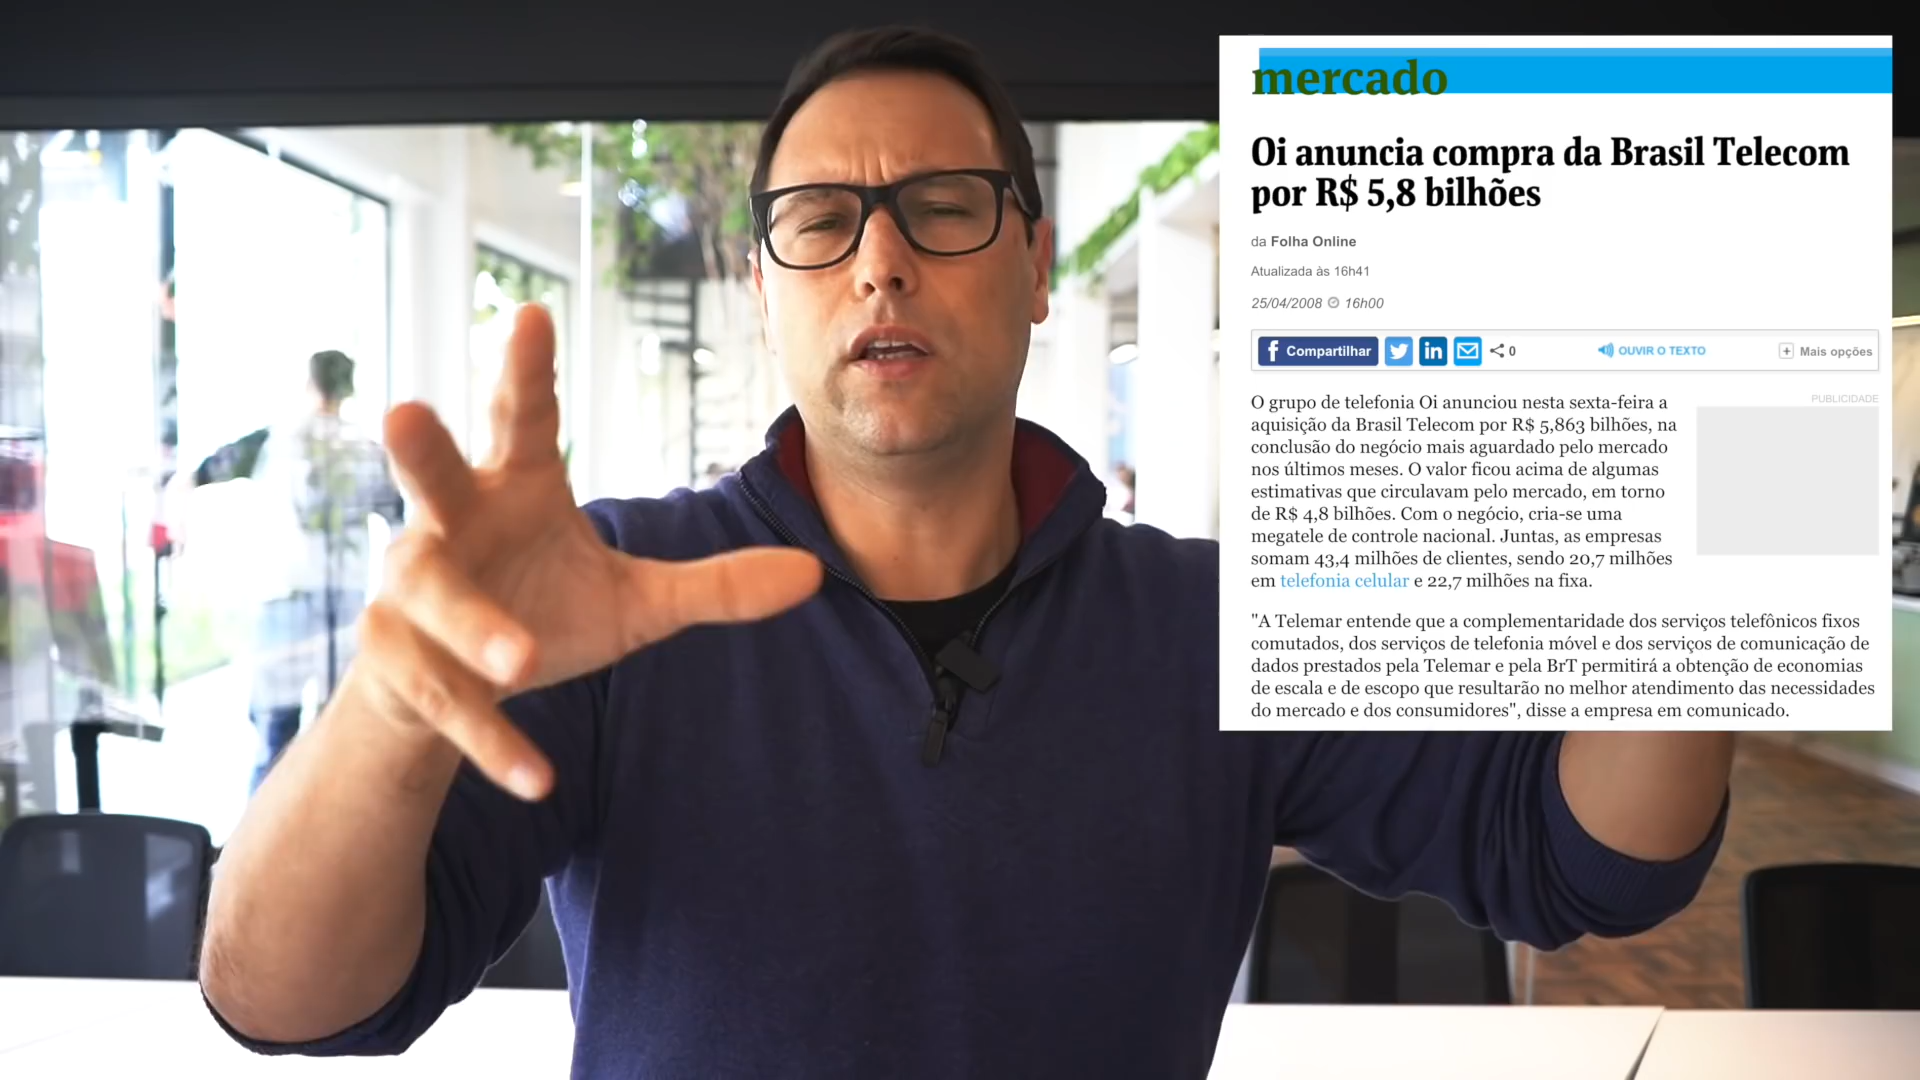 mercado
Oi anuncia compra da Brasil Telecom
por R$ 5,8 bilhões
da Folha Online
Atualizada às 16h41
25/04/2008 16h00
Compartilhar in 0 OUVIR O TEXTO + Mais opções
PUBLICIDADE
O grupo de telefonia Oi anunciou nesta sexta-feira a
aquisição da Brasil Telecom por R$ 5,863 bilhões, na
conclusão do negócio mais aguardado pelo mercado
nos últimos meses. O valor ficou acima de algumas
estimativas que circulavam pelo mercado, em torno
de R$ 4,8 bilhões. Com o negócio, cria-se uma
megatele de controle nacional. Juntas, as empresas
somam 43,4 milhões de clientes, sendo 20,7 milhões
em telefonia celular e 22,7 milhões na fixa.
"A Telemar entende que a complementaridade dos serviços telefônicos fixos
comutados, dos serviços de telefonia móvel e dos serviços de comunicação de
dados prestados pela Telemar e pela BrT permitirá a obtenção de economias
de escala e de escopo que resultarão no melhor atendimento das necessidades
do mercado e dos consumidores", disse a empresa em comunicado.